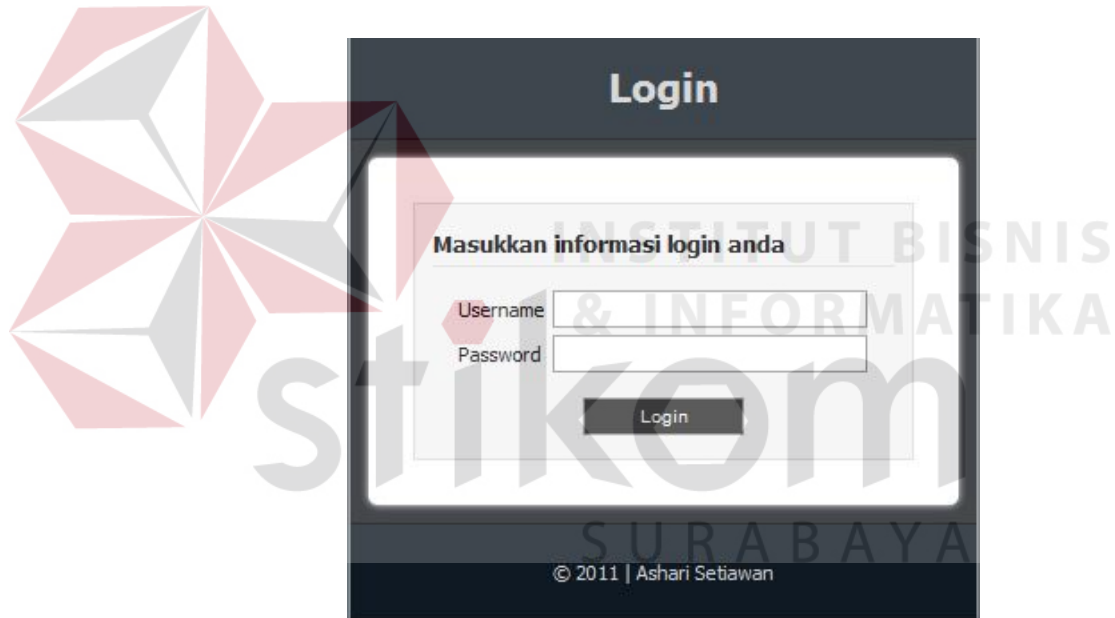 Login
INSTITUT BISNIS
Masukkan informasi login anda
& INFORMATIKA
Username
Password
stikom
Login
SURABAYA
© 2011 | Ashari Setiawan